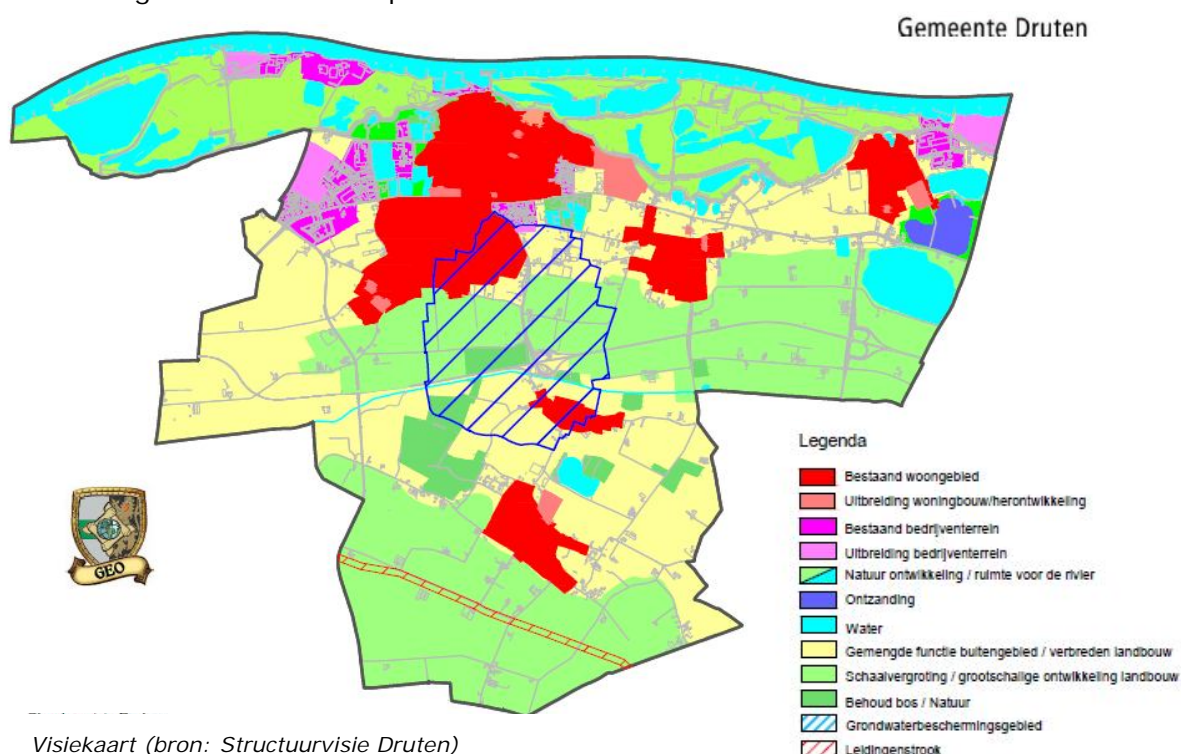 Gemeente Druten
GEO
Legenda
Bestaand woongebied
Uitbreiding woningbouw/herontwikkeling
Bestaand bedrijventerrein
Uitbreiding bedrijventerrein
Natuur ontwikkeling / ruimte voor de rivier
Ontzanding
Water
Gemengde functie buitengebied / verbreden landbouw
Schaalvergroting / grootschalige ontwikkeling landbouw
Behoud bos / Natuur
Grondwaterbeschermingsgebied
Leidingenstrook
Visiekaart (bron: Structuurvisie Druten)